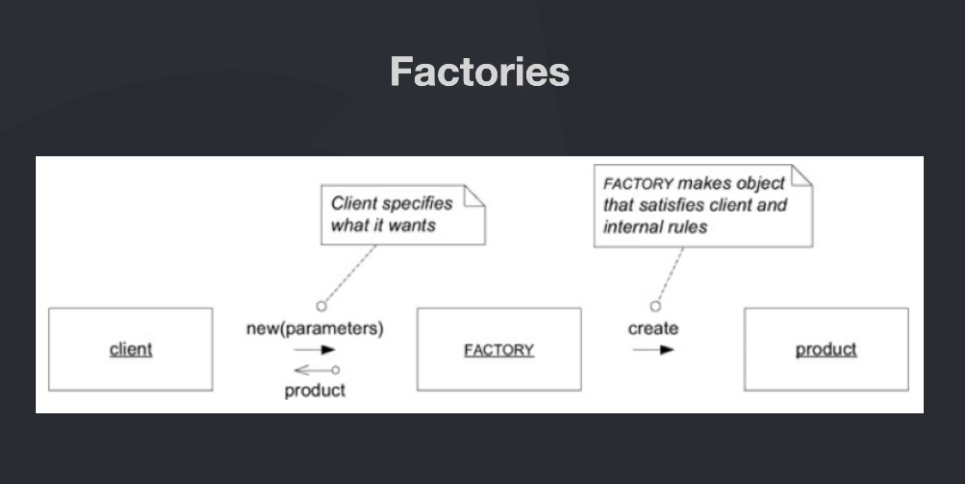 Factories
Client specifies
what it wants
FACTORY makes object
that satisfies client and
internal rules
client
new(parameters)
product
FACTORY
create
product